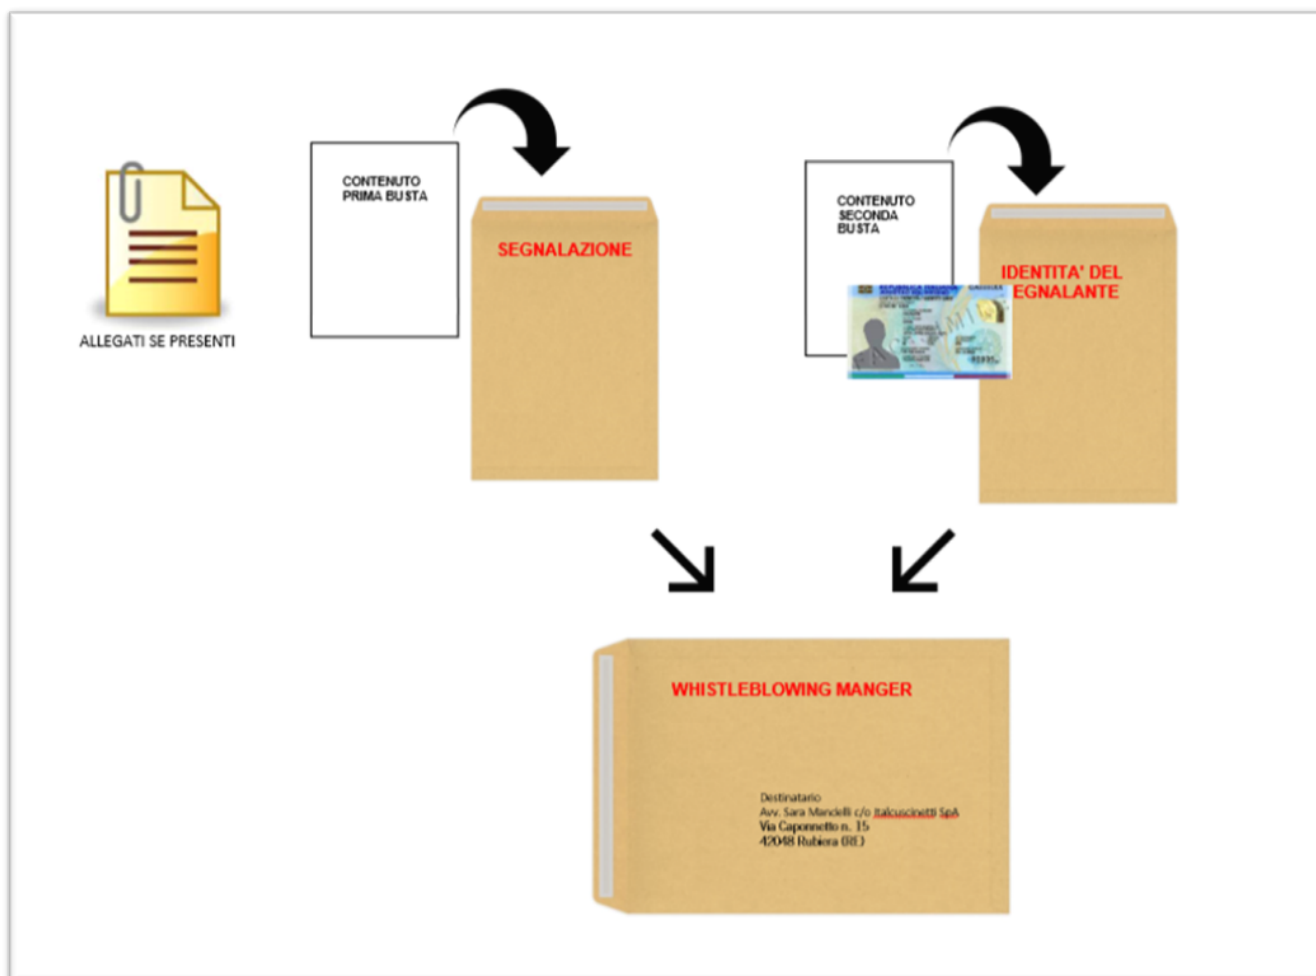 CONTENUTO
PRIMA BUSTA
SEGNALAZIONE
ALLEGATI SE PRESENTI
CONTENUTO
SECONDA
BUSTA
IDENTITA' DEL
EGNALANTE
WHISTLEBLOWING MANGER
Destinatario
Avv. Sara Mandelli c/o Italcuscinetti SpA
Via Caponnetto n. 15
42048 Rubiera (RE)